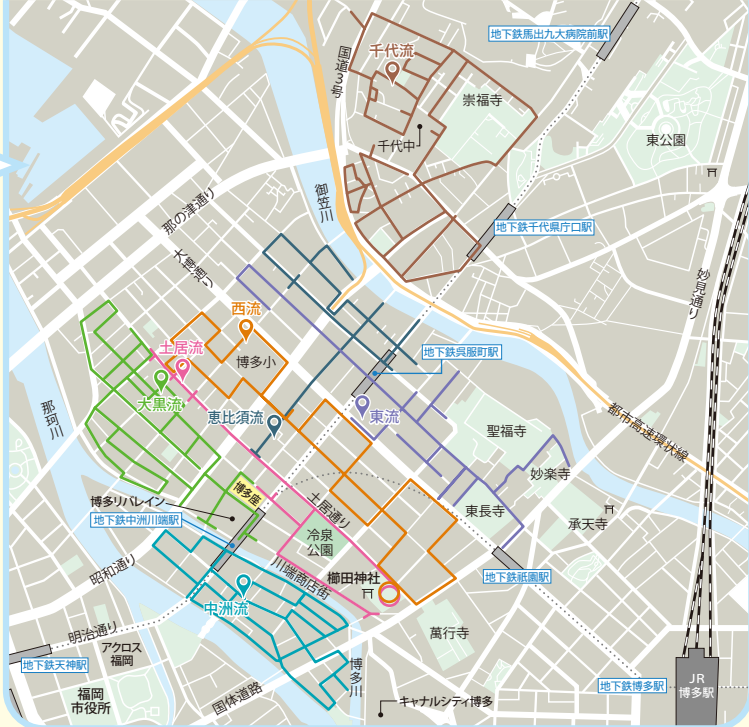 千代流
地下鉄馬出九大病院前駅
国道3号
崇福寺
千代中
東公園
御笠川
那の津通り
地下鉄千代県庁口駅
大博通り
妙見通り
西流
土居流
博多小
地下鉄呉服町駅
大黒流
恵比須流
東流
都市高速環状線
那珂川
聖福寺
妙楽寺
博多座
博多リバレイン
土居通り
東長寺
承天寺
地下鉄中洲川端駅
冷泉
公園
昭和通り
川端商店街
櫛田神社
地下鉄祇園駅
中洲流
明治通り
萬行寺
アクロス
福岡
地下鉄天神駅
博多川
JR
博多駅
地下鉄博多駅
福岡
市役所
国体道路
キャナルシティ博多